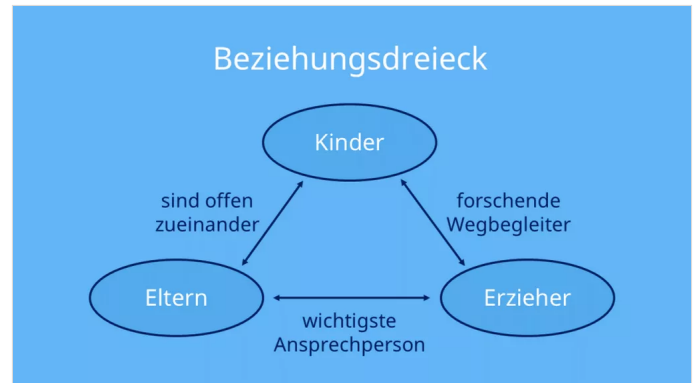 Beziehungsdreieck
Kinder
sind offen
zueinander
forschende
Wegbegleiter
Eltern
Erzieher
wichtigste
Ansprechperson